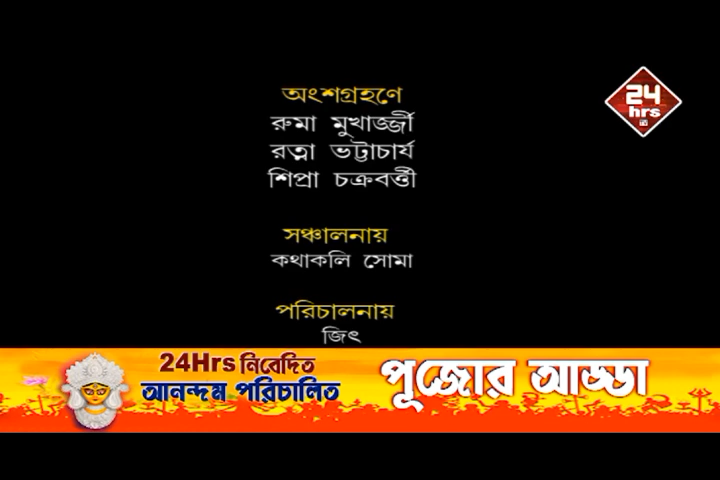 অংশগ্রহণে
রুমা মুখার্জ্জী
রত্না ভট্টাচার্য
শিপ্রা চক্রবর্ত্তী
24
hrs
TV
সঞ্চালনায়
কথাকলি সোমা
পরিচালনায়
জিৎ
24Hrs নিবেদিত
আনন্দম পরিচালিত
পূজোর আড্ডা